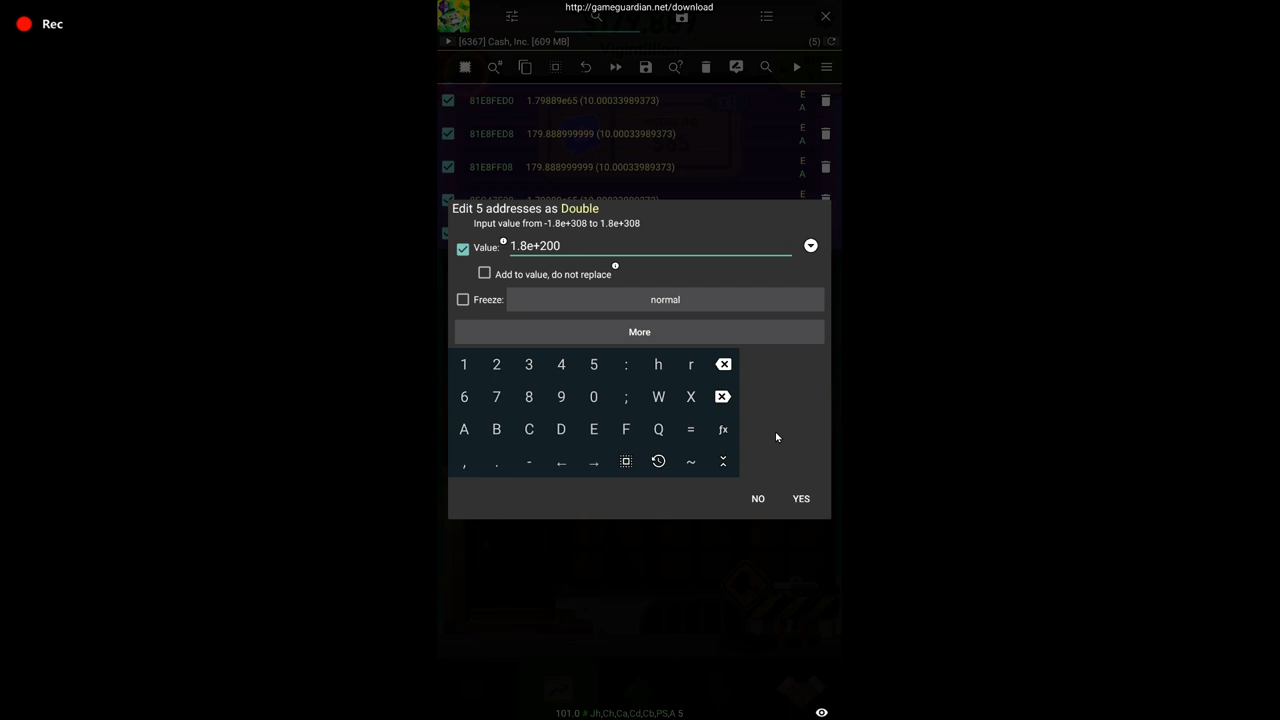 Rec
http://gameguardian.net/download
[6367] Cash, Inc. [609 MB] (5)
81E8FED0 1.79889e65 (10.00033989373) E A
81E8FED8 179.888999999 (10.00033989373) E A
81E8FF08 179.888999999 (10.00033989373) E A
Edit 5 addresses as Double
Input value from -1.8e+308 to 1.8e+308
Value: 1.8e+200
Add to value, do not replace
Freeze: normal
More
1 2 3 4 5 : h r
6 7 8 9 0 ; W X
A B C D E F Q = ƒx
, . - ← → ~
NO YES
101.0 # Jh,Ch,Ca,Cd,Cb,PS,A 5